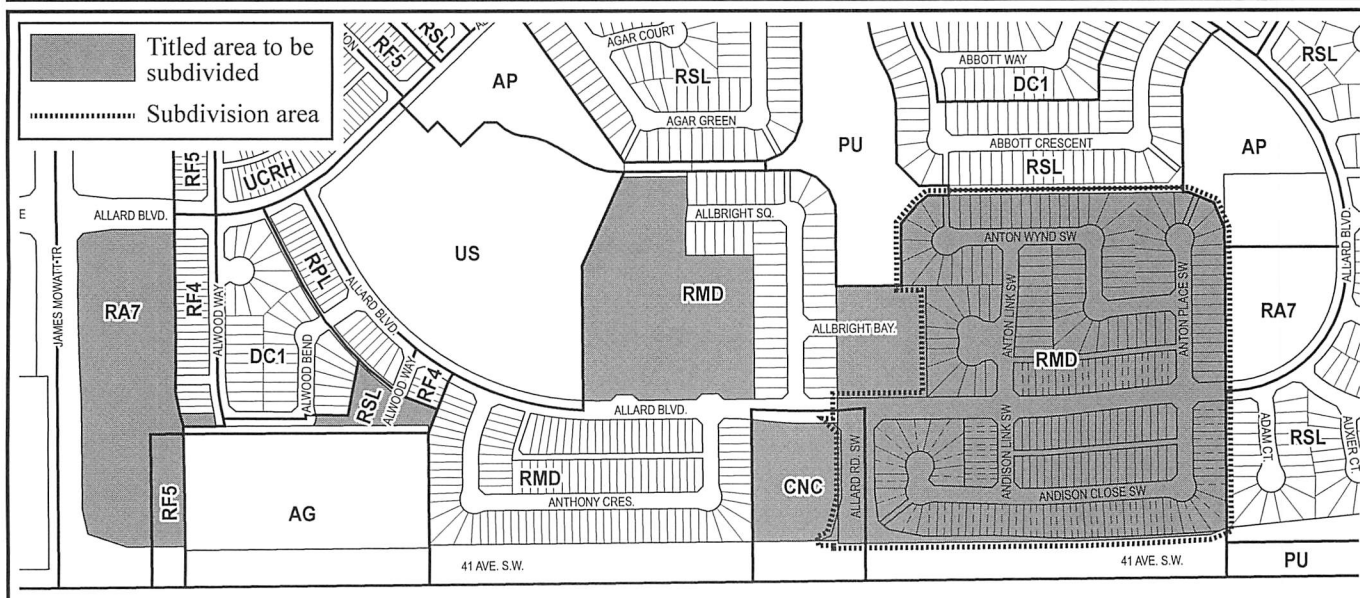 Titled area to be
subdivided
Subdivision area
RF5
RSL
AP
AGAR COURT
RSL
AGAR GREEN
PU
ABBOTT WAY
DC1
ABBOTT CRESCENT
RSL
RSL
AP
ALLARD BLVD.
RA7
RF5
UCRH
E
ALLARD BLVD.
JAMES MOWATT TR
RA7
RF4
ALWOOD WAY
RPL
ALLARD BLVD.
DC1
ALWOOD BEND
RSL
ALWOOD WAY
RF4
US
ALLBRIGHT SQ.
RMD
ALLBRIGHT BAY.
ANTON WYND SW
ANTON LINK SW
ANTON PLACE SW
RMD
ALLARD BLVD.
RMD
ANTHONY CRES.
RF5
AG
CNC
ALLARD RD. SW
ANDISON LINK SW
ANDISON CLOSE SW
ADAM CT.
RSL
AUXIER CT.
41 AVE. S.W.
41 AVE. S.W.
PU